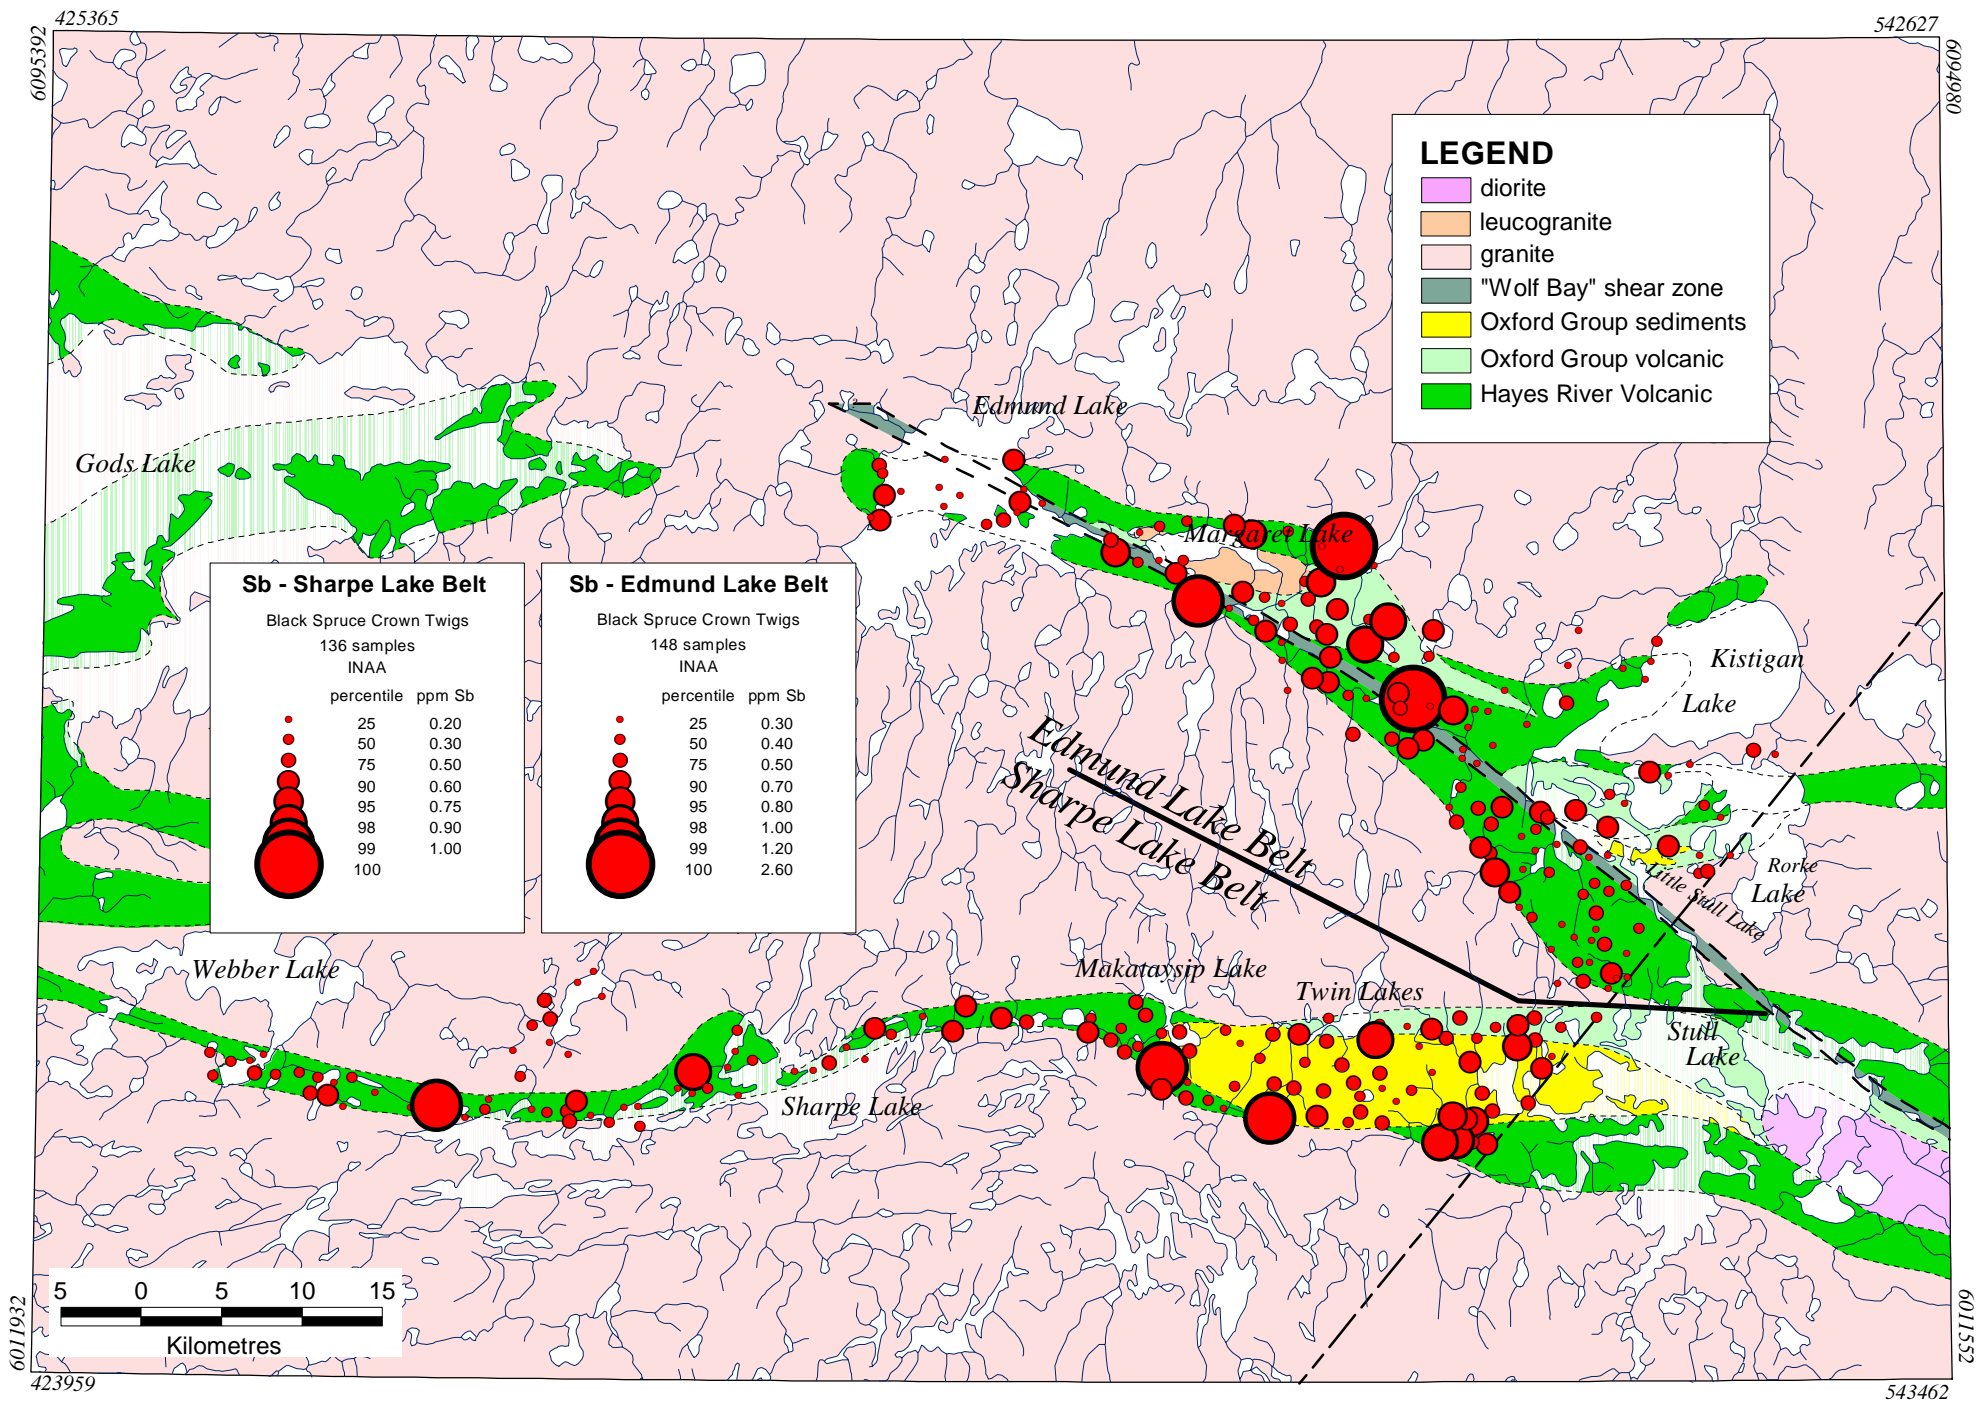 425365
542627
6095392
6094980
LEGEND
diorite
leucogranite
granite
"Wolf Bay" shear zone
Oxford Group sediments
Oxford Group volcanic
Hayes River Volcanic
Edmund Lake
Gods Lake
Margaret Lake
Sb - Sharpe Lake Belt
Black Spruce Crown Twigs
136 samples
INAA
percentile ppm Sb
25 0.20
50 0.30
75 0.50
90 0.60
95 0.75
98 0.90
99 1.00
100
Sb - Edmund Lake Belt
Black Spruce Crown Twigs
148 samples
INAA
percentile ppm Sb
25 0.30
50 0.40
75 0.50
90 0.70
95 0.80
98 1.00
99 1.20
100 2.60
Kistigan
Lake
Edmund Lake Belt
Sharpe Lake Belt
Rorke
Lake
Little Stull Lake
Webber Lake
Makataysip Lake
Twin Lakes
Stull
Lake
Sharpe Lake
5 0 5 10 15
Kilometres
6011932
6011552
423959
543462